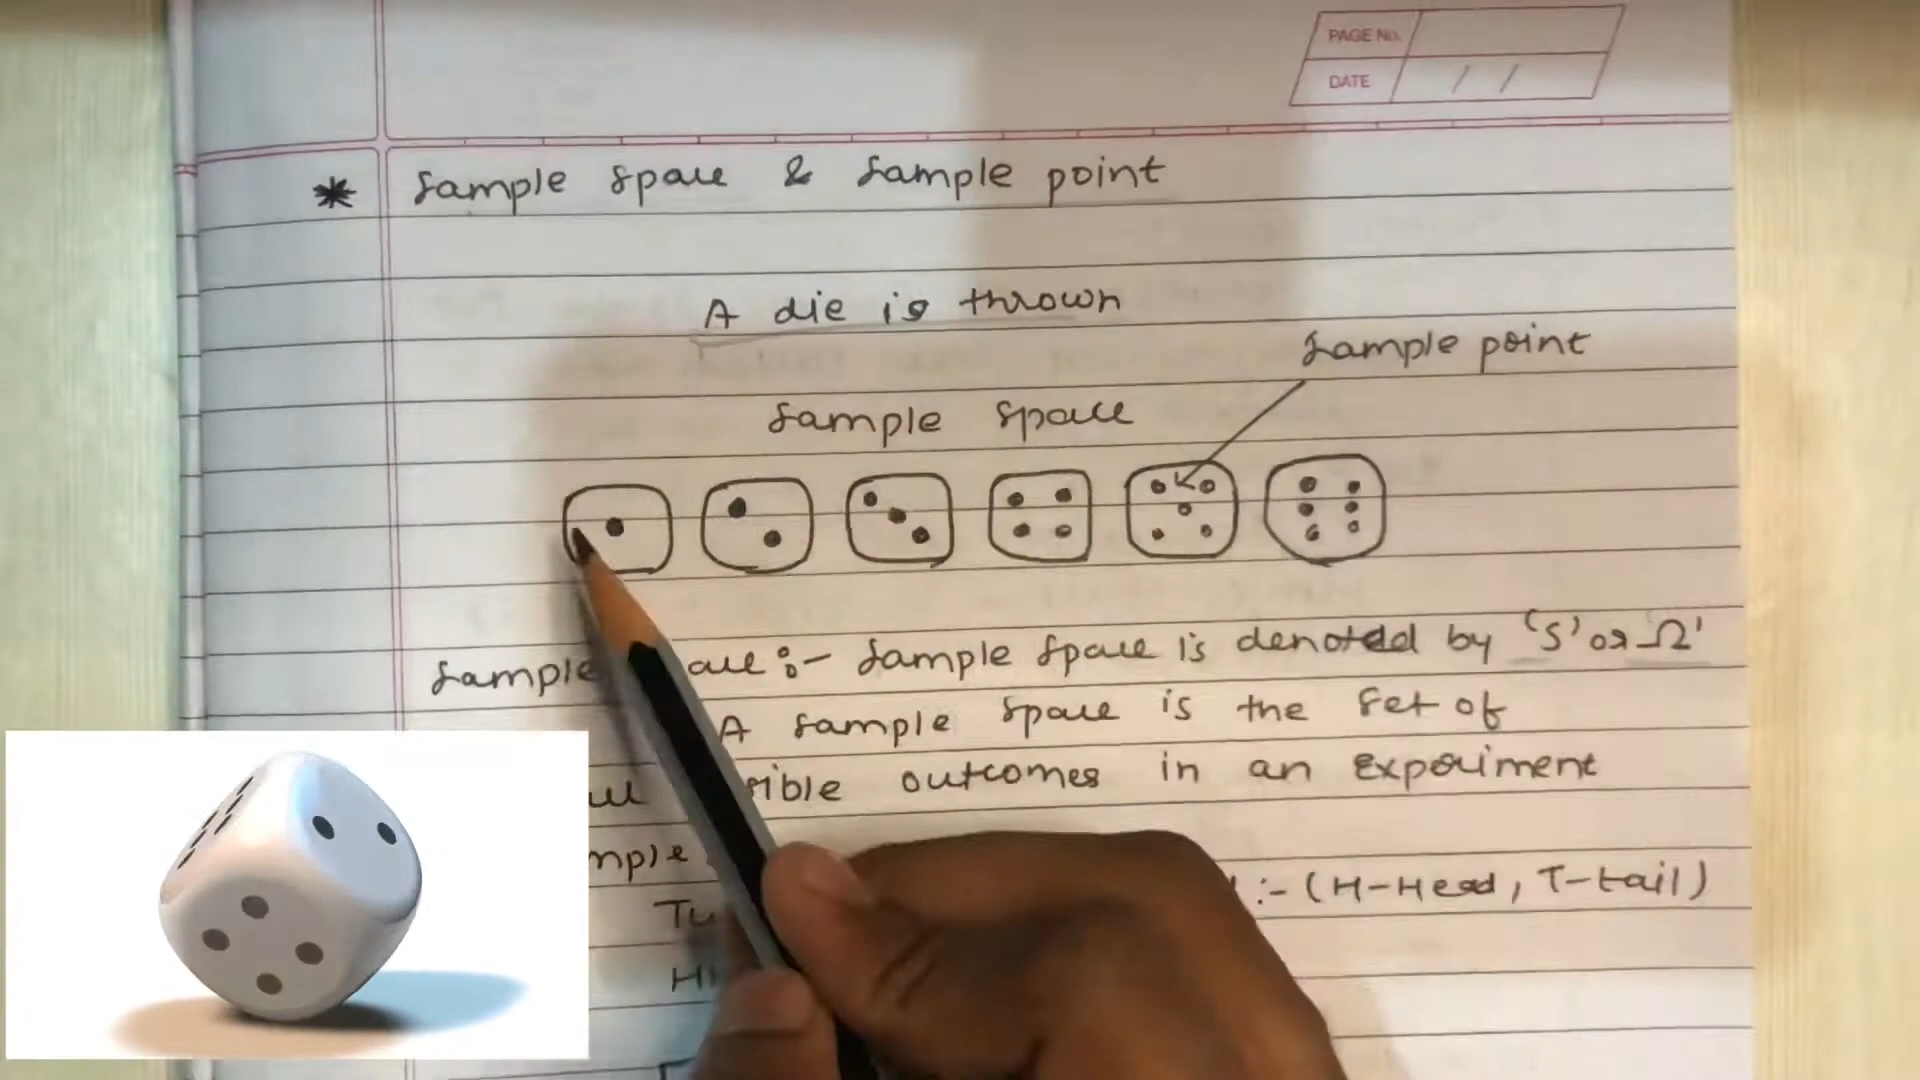 PAGE No.
DATE / /
* Sample space & Sample point
A die is thrown
Sample point
Sample space
Sample :- Sample space is denoted by 'S' or Ω'
A sample space is the set of
outcomes in an experiment
:- (H-Head, T-tail)